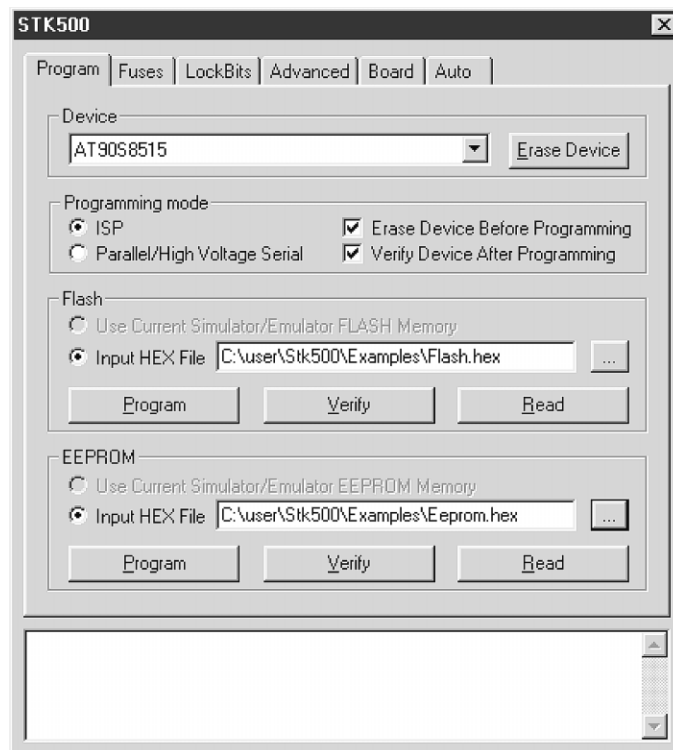 STK500
Program Fuses LockBits Advanced Board Auto
Device
AT90S8515 Erase Device
Programming mode
ISP Erase Device Before Programming
Parallel/High Voltage Serial Verify Device After Programming
Flash
Use Current Simulator/Emulator FLASH Memory
Input HEX File C:\user\Stk500\Examples\Flash.hex ...
Program Verify Read
EEPROM
Use Current Simulator/Emulator EEPROM Memory
Input HEX File C:\user\Stk500\Examples\Eeprom.hex ...
Program Verify Read